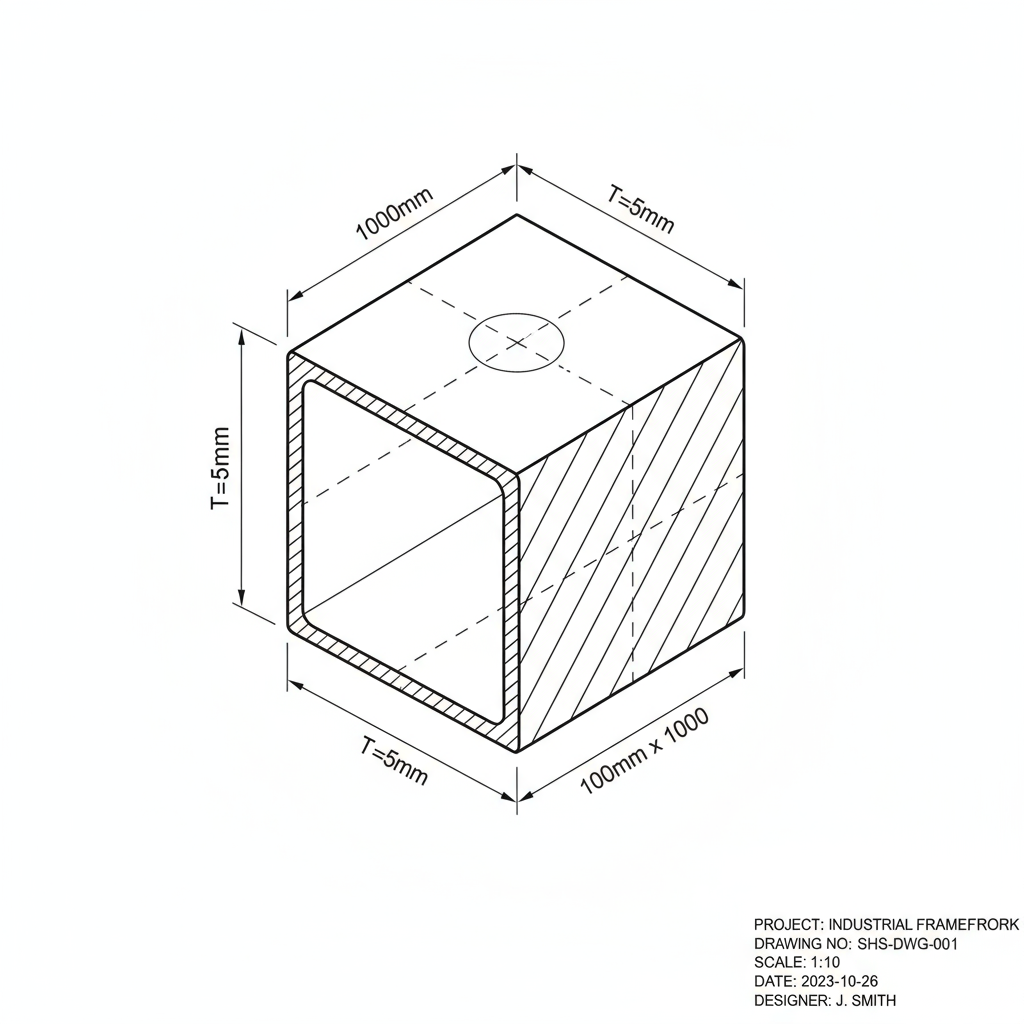 1000mm
T=5mm
T=5mm
T=5mm
100mm x 1000
PROJECT: INDUSTRIAL FRAMEFRORK
DRAWING NO: SHS-DWG-001
SCALE: 1:10
DATE: 2023-10-26
DESIGNER: J. SMITH